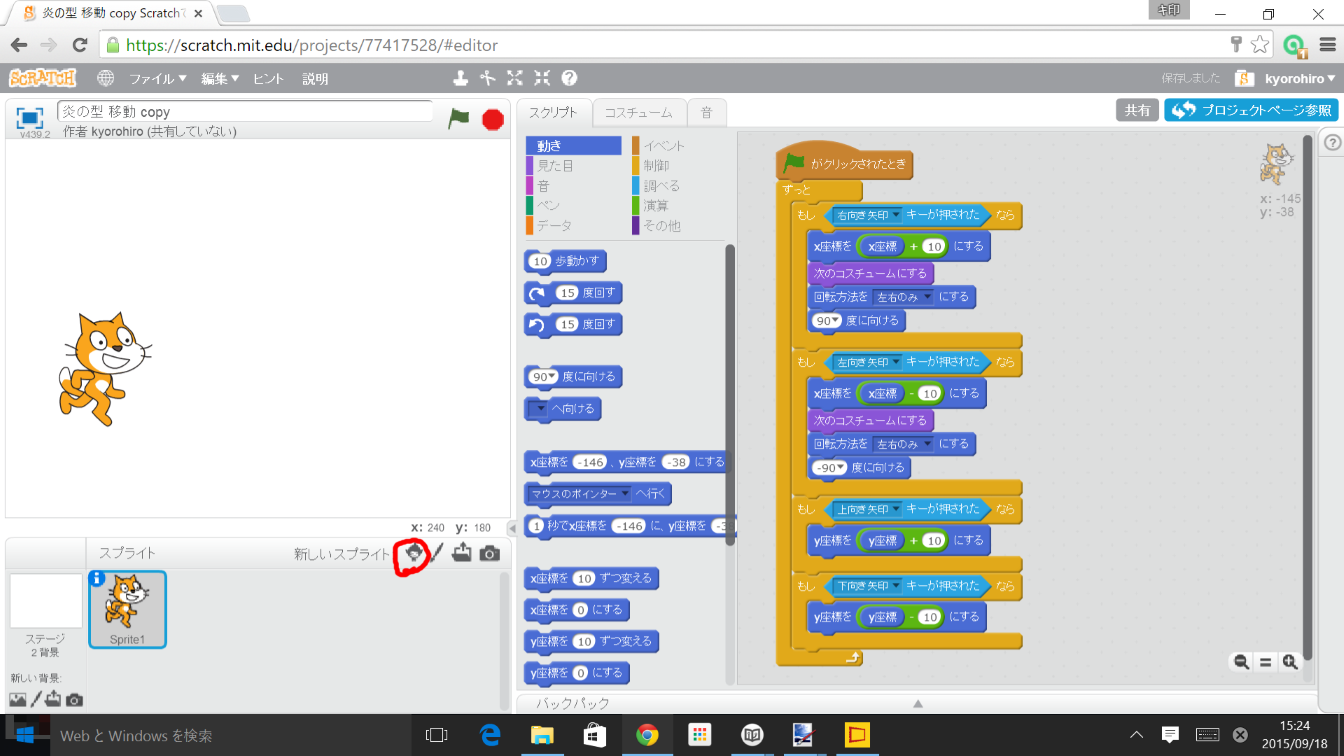 炎の型 移動 copy Scratchで
キ印
https://scratch.mit.edu/projects/77417528/#editor
SCRATCH ファイル▼ 編集▼ ヒント 説明 保存しました kyorohiro▼
v439.2 炎の型 移動 copy
作者 kyorohiro (共有していない)
スクリプト コスチューム 音 共有 プロジェクトページ参照
動き イベント
見た目 制御
音 調べる
ペン 演算
データ その他
10 歩動かす
15 度回す
15 度回す
90▼ 度に向ける
▼ へ向ける
x座標を -146 、y座標を -38 にする
マウスのポインター ▼ へ行く
1 秒でx座標を -146 に、y座標を -3
x座標を 10 ずつ変える
x座標を 0 にする
y座標を 10 ずつ変える
y座標を 0 にする
がクリックされたとき
ずっと
もし 右向き矢印 ▼ キーが押された なら
x座標を x座標 + 10 にする
次のコスチュームにする
回転方法を 左右のみ ▼ にする
90▼ 度に向ける
もし 左向き矢印 ▼ キーが押された なら
x座標を x座標 - 10 にする
次のコスチュームにする
回転方法を 左右のみ ▼ にする
-90▼ 度に向ける
もし 上向き矢印 ▼ キーが押された なら
y座標を y座標 + 10 にする
もし 下向き矢印 ▼ キーが押された なら
y座標を y座標 - 10 にする
x: -145
y: -38
x: 240 y: 180
スプライト 新しいスプライト
Sprite1
ステージ
2 背景
新しい背景:
バックパック
Web と Windows を検索
15:24
2015/09/18